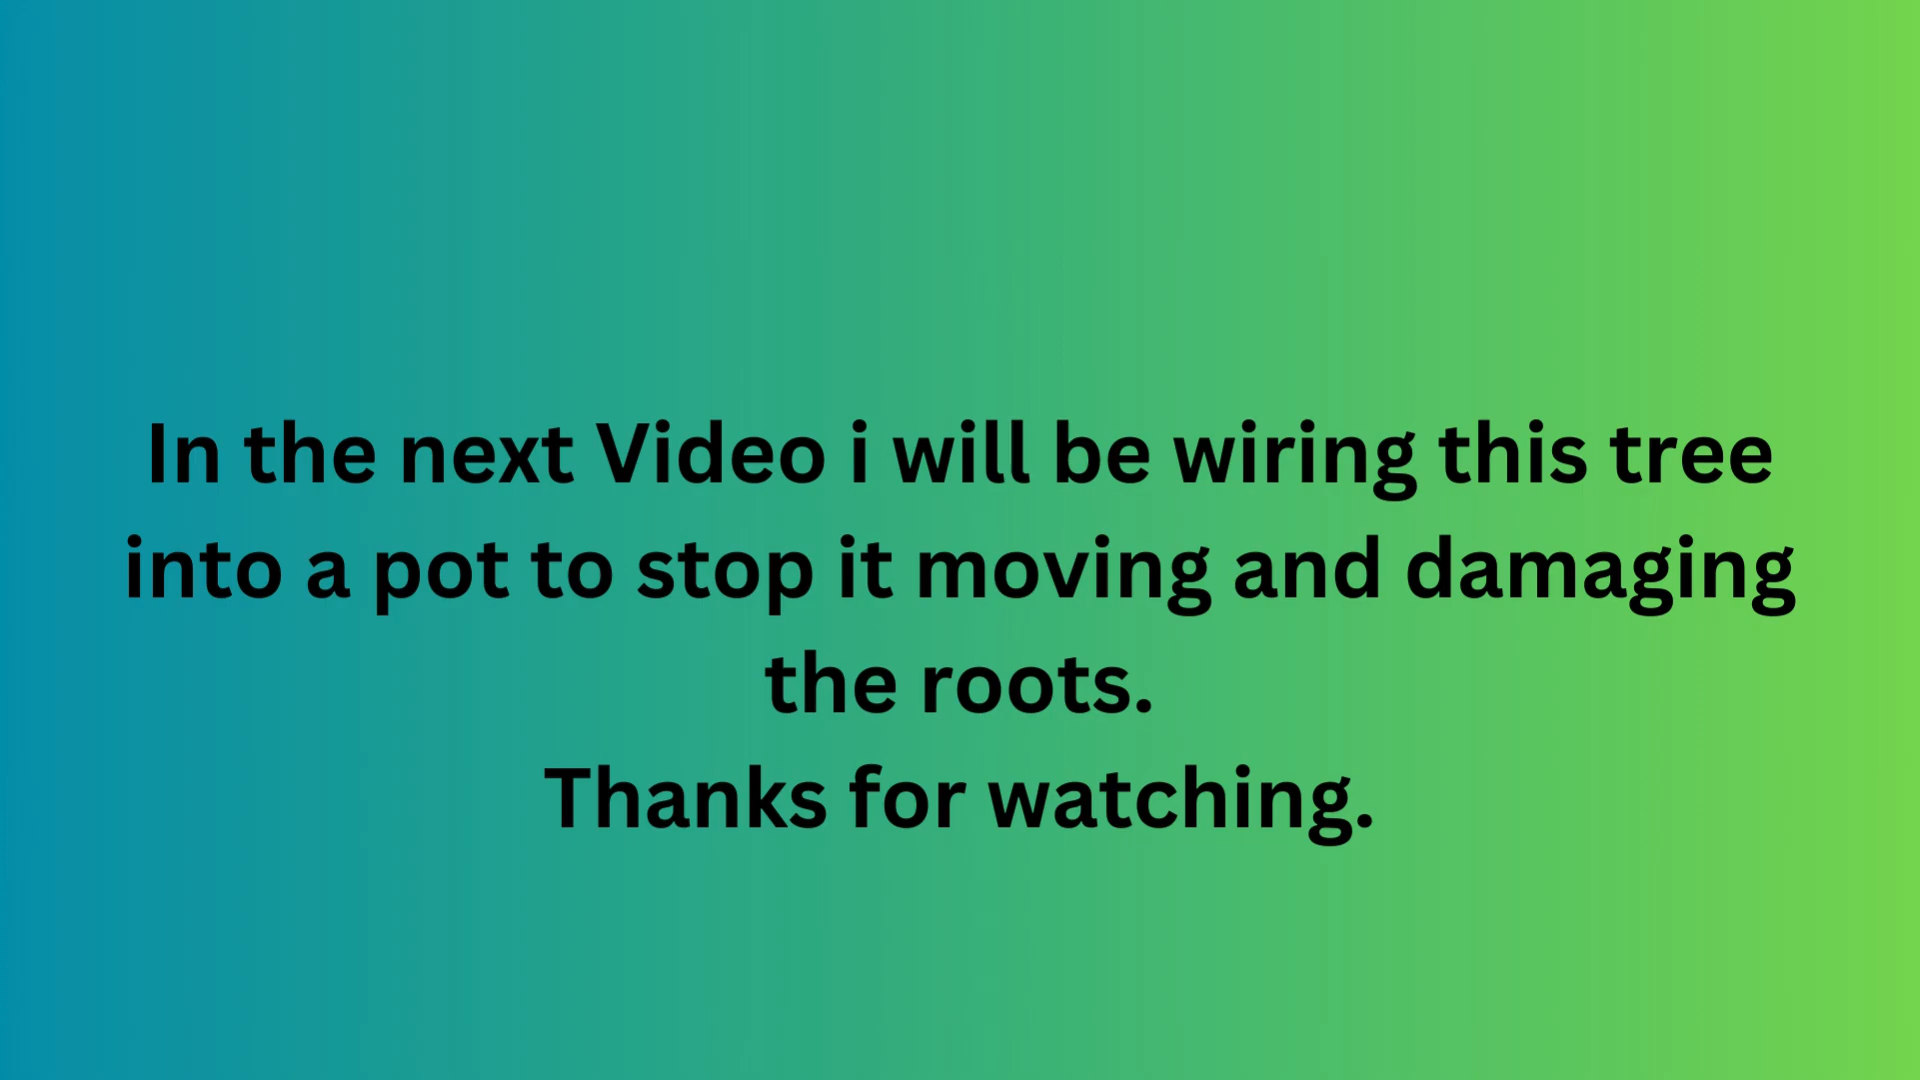 In the next Video i will be wiring this tree
into a pot to stop it moving and damaging
the roots.
Thanks for watching.